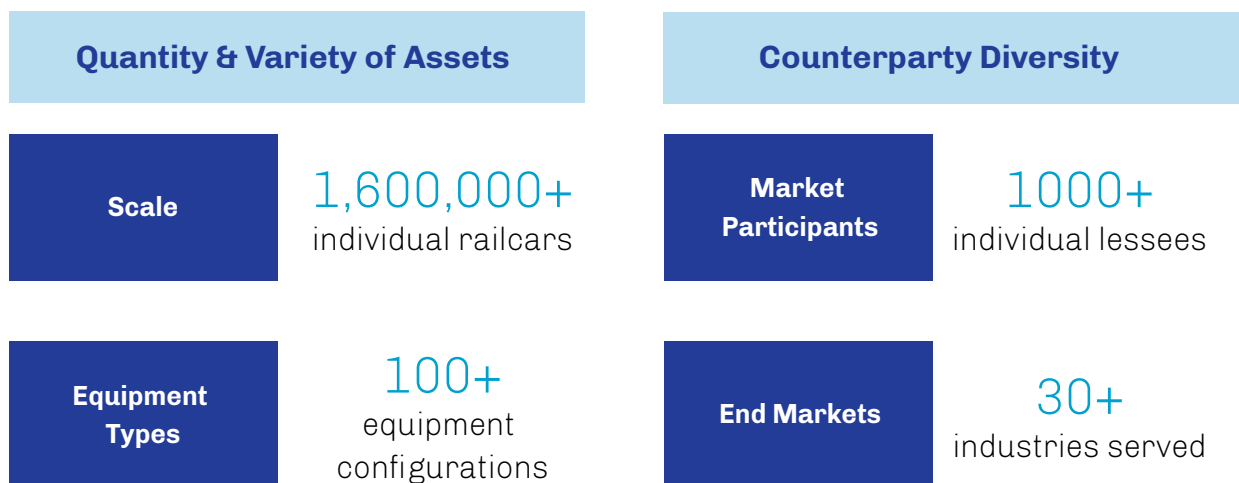 Quantity & Variety of Assets
Scale
1,600,000+
individual railcars
Equipment
Types
100+
equipment
configurations
Counterparty Diversity
Market
Participants
1000+
individual lessees
End Markets
30+
industries served